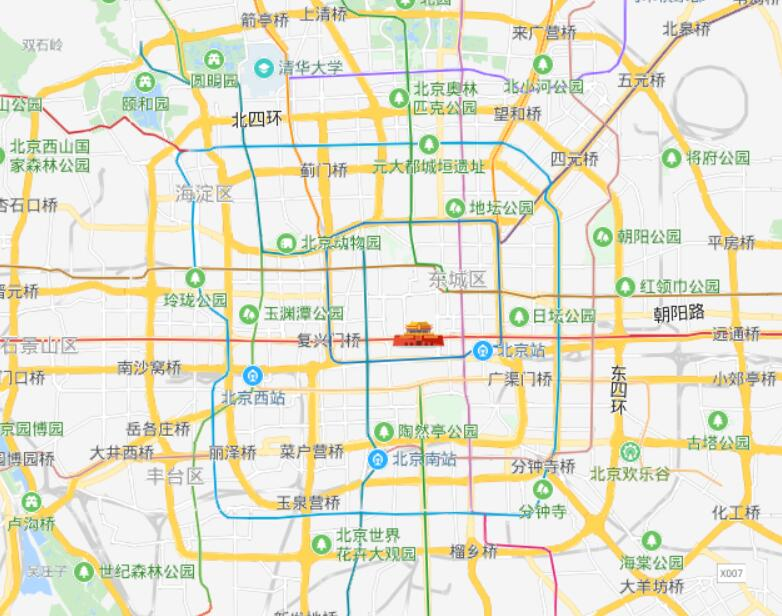 上清桥
箭亭桥
来广营桥
北皋桥
双石岭
圆明园
清华大学
北小河公园
五元桥
颐和园
北京奥林
匹克公园
望和桥
山公园
北四环
北京西山国
家森林公园
蓟门桥
元大都城垣遗址
四元桥
将府公园
海淀区
杏石口桥
地坛公园
北京动物园
朝阳公园
平房桥
东城区
玲珑公园
红领巾公园
晋元桥
玉渊潭公园
日坛公园
朝阳路
石景山区
复兴门桥
北京站
远通桥
南沙窝桥
门口桥
北京西站
广渠门桥
东四环
小郊亭桥
京园博园
岳各庄桥
陶然亭公园
古塔公园
园博园桥
大井西桥
丽泽桥
菜户营桥
北京南站
分钟寺桥
北京欢乐谷
丰台区
玉泉营桥
分钟寺
卢沟桥
化工桥
北京世界
花卉大观园
榴乡桥
海棠公园
吴庄子
世纪森林公园
X007
大羊坊桥